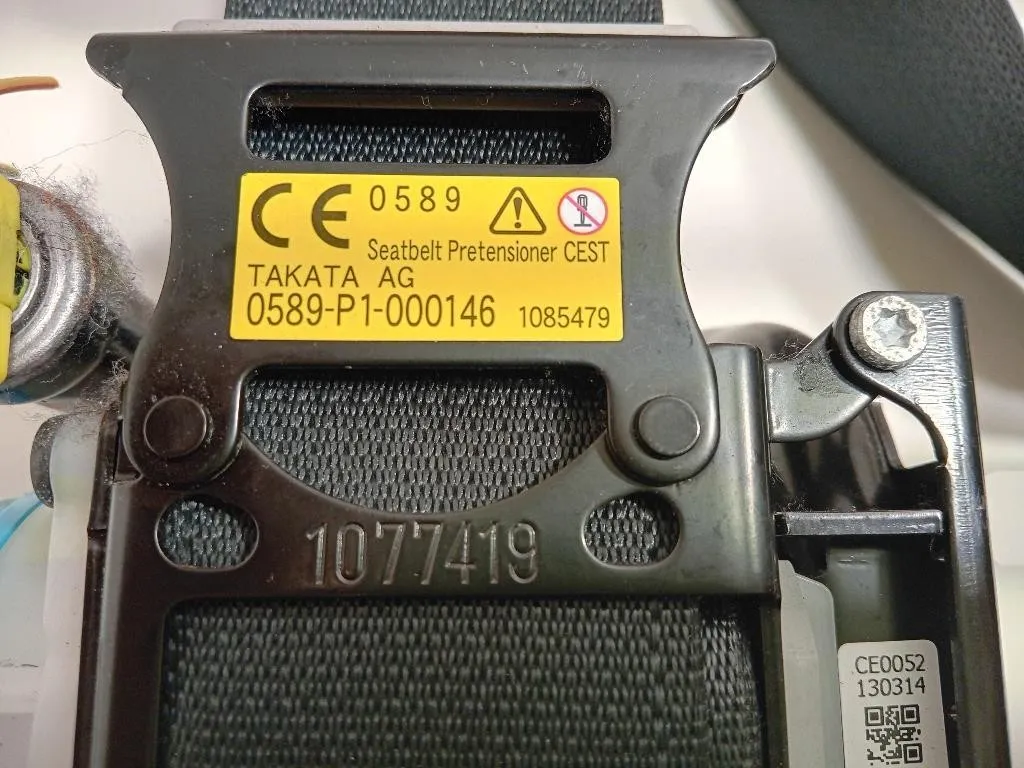 CE 0589
Seatbelt Pretensioner CEST
TAKATA AG
0589-P1-000146 1085479
1077419
CE0052
130314